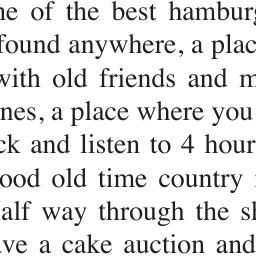 ne of the best hamburg
found anywhere, a plac
with old friends and m
nes, a place where you
ck and listen to 4 hour
ood old time country
alf way through the sh
ave a cake auction and